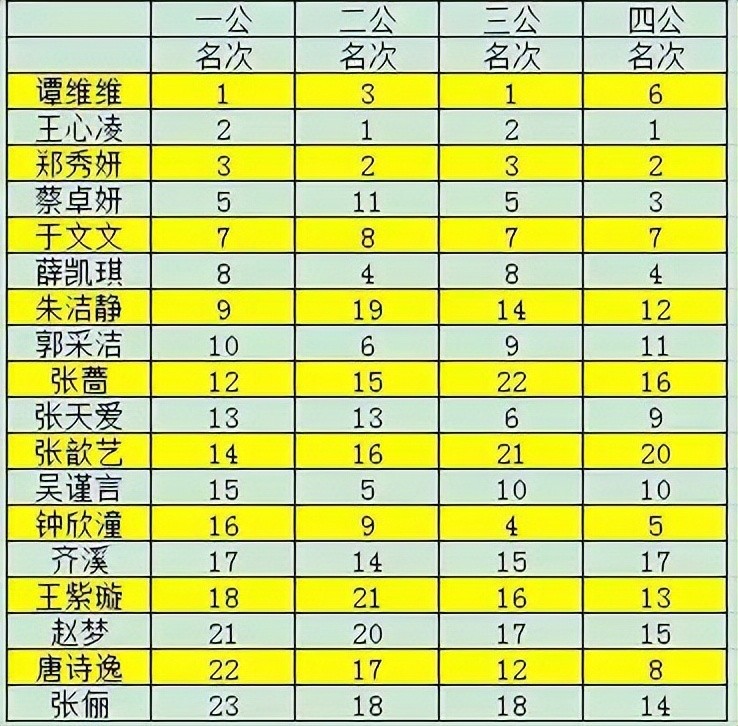 一公 二公 三公 四公
名次 名次 名次 名次
谭维维 1 3 1 6
王心凌 2 1 2 1
郑秀妍 3 2 3 2
蔡卓妍 5 11 5 3
于文文 7 8 7 7
薛凯琪 8 4 8 4
朱洁静 9 19 14 12
郭采洁 10 6 9 11
张蔷 12 15 22 16
张天爱 13 13 6 9
张歆艺 14 16 21 20
吴谨言 15 5 10 10
钟欣潼 16 9 4 5
齐溪 17 14 15 17
王紫璇 18 21 16 13
赵梦 21 20 17 15
唐诗逸 22 17 12 8
张俪 23 18 18 14